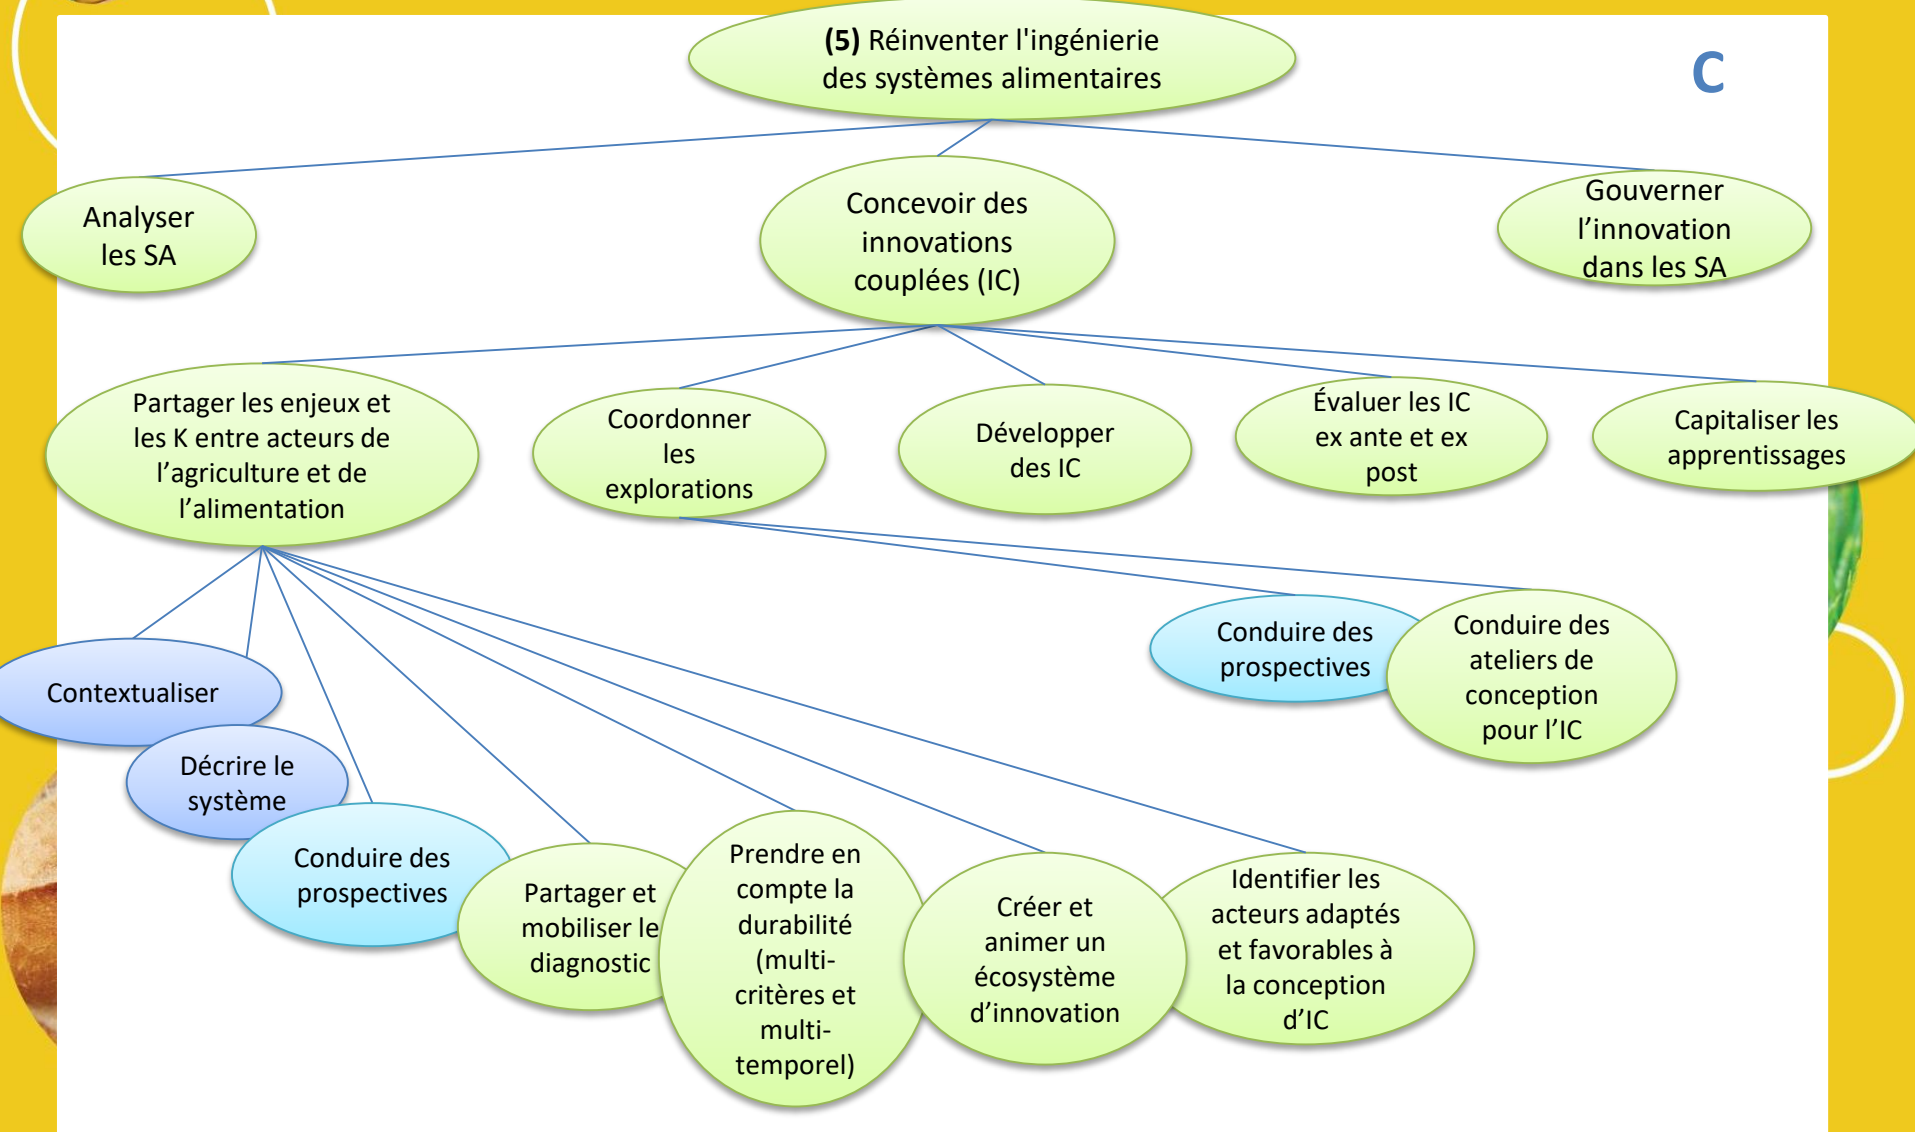 (5) Réinventer l'ingénierie
des systèmes alimentaires
C
Analyser
les SA
Concevoir des
innovations
couplées (IC)
Gouverner
l’innovation
dans les SA
Partager les enjeux et
les K entre acteurs de
l’agriculture et de
l’alimentation
Coordonner
les
explorations
Développer
des IC
Évaluer les IC
ex ante et ex
post
Capitaliser les
apprentissages
Contextualiser
Décrire le
système
Conduire des
prospectives
Partager et
mobiliser le
diagnostic
Prendre en
compte la
durabilité
(multi-
critères et
multi-
temporel)
Créer et
animer un
écosystème
d’innovation
Identifier les
acteurs adaptés
et favorables à
la conception
d’IC
Conduire des
prospectives
Conduire des
ateliers de
conception
pour l’IC